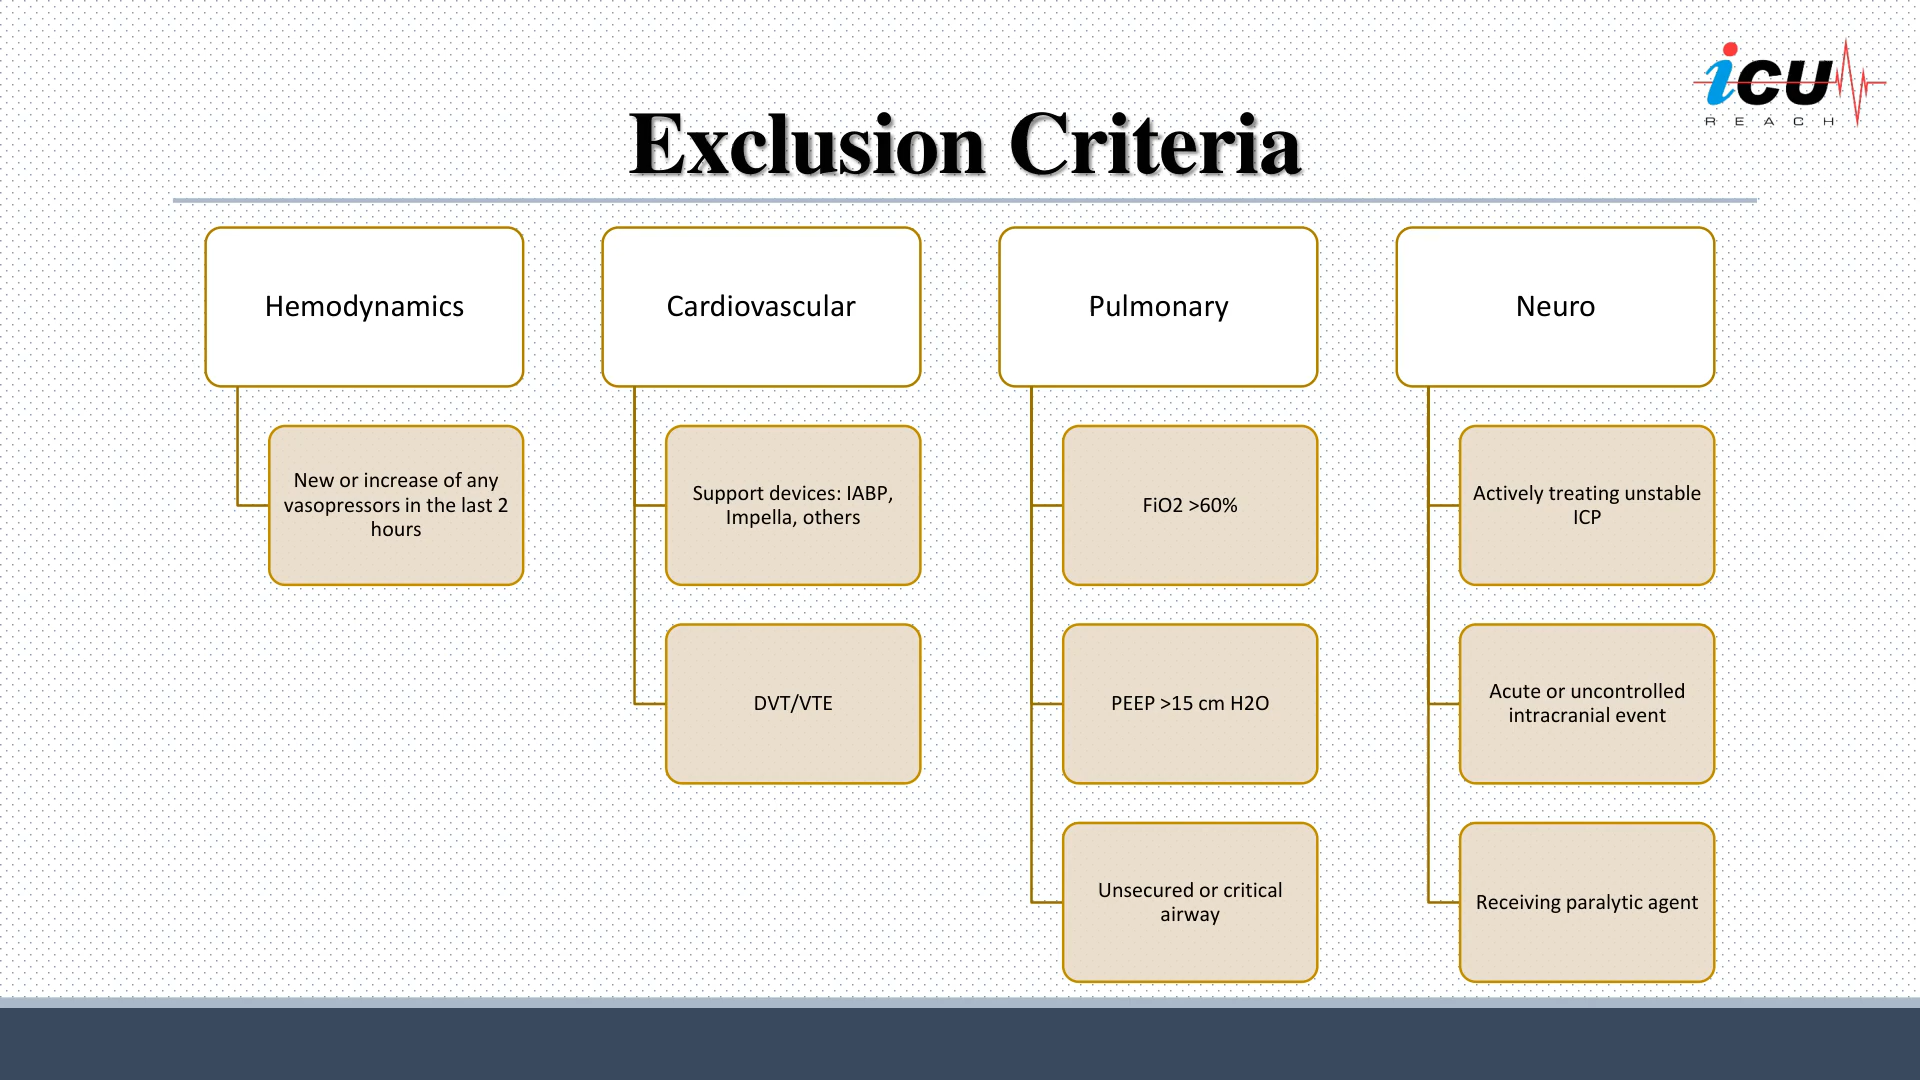 icu
REACH
Exclusion Criteria
Hemodynamics
New or increase of any
vasopressors in the last 2
hours
Cardiovascular
Support devices: IABP,
Impella, others
DVT/VTE
Pulmonary
FiO2 >60%
PEEP >15 cm H2O
Unsecured or critical
airway
Neuro
Actively treating unstable
ICP
Acute or uncontrolled
intracranial event
Receiving paralytic agent